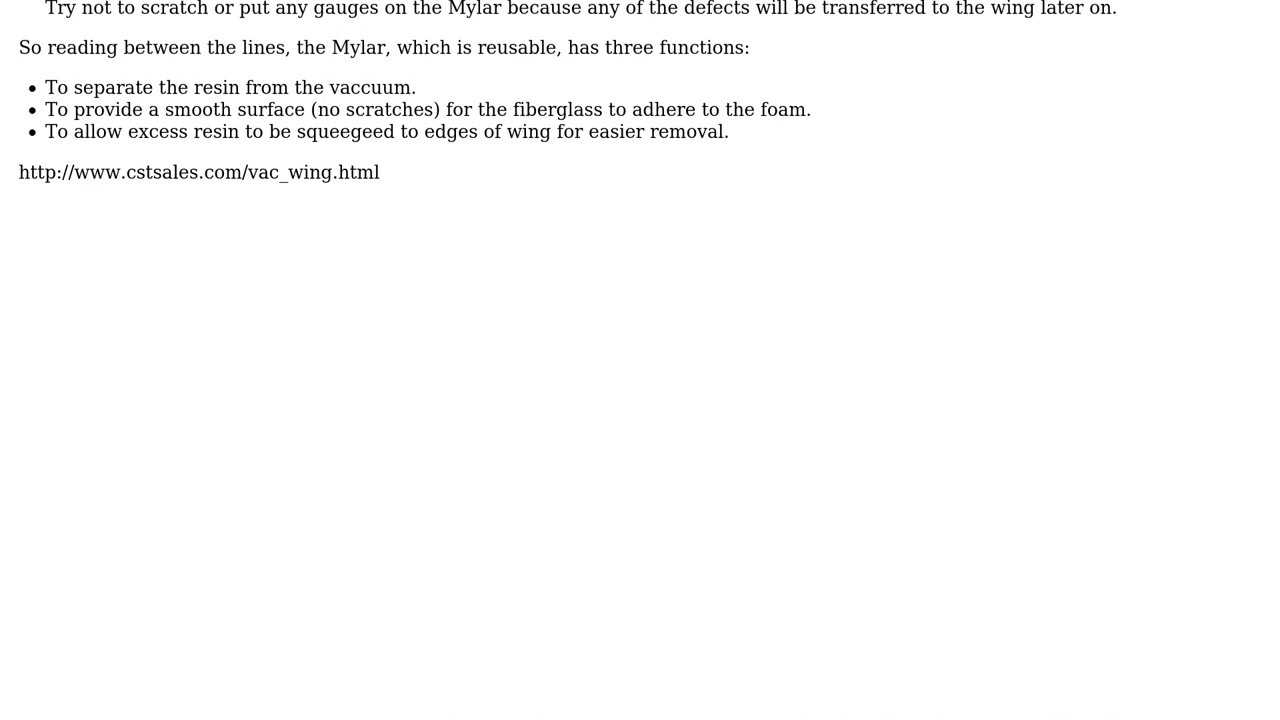 Try not to scratch or put any gauges on the Mylar because any of the defects will be transferred to the wing later on.
So reading between the lines, the Mylar, which is reusable, has three functions:
• To separate the resin from the vaccuum.
• To provide a smooth surface (no scratches) for the fiberglass to adhere to the foam.
• To allow excess resin to be squeegeed to edges of wing for easier removal.
http://www.cstsales.com/vac_wing.html